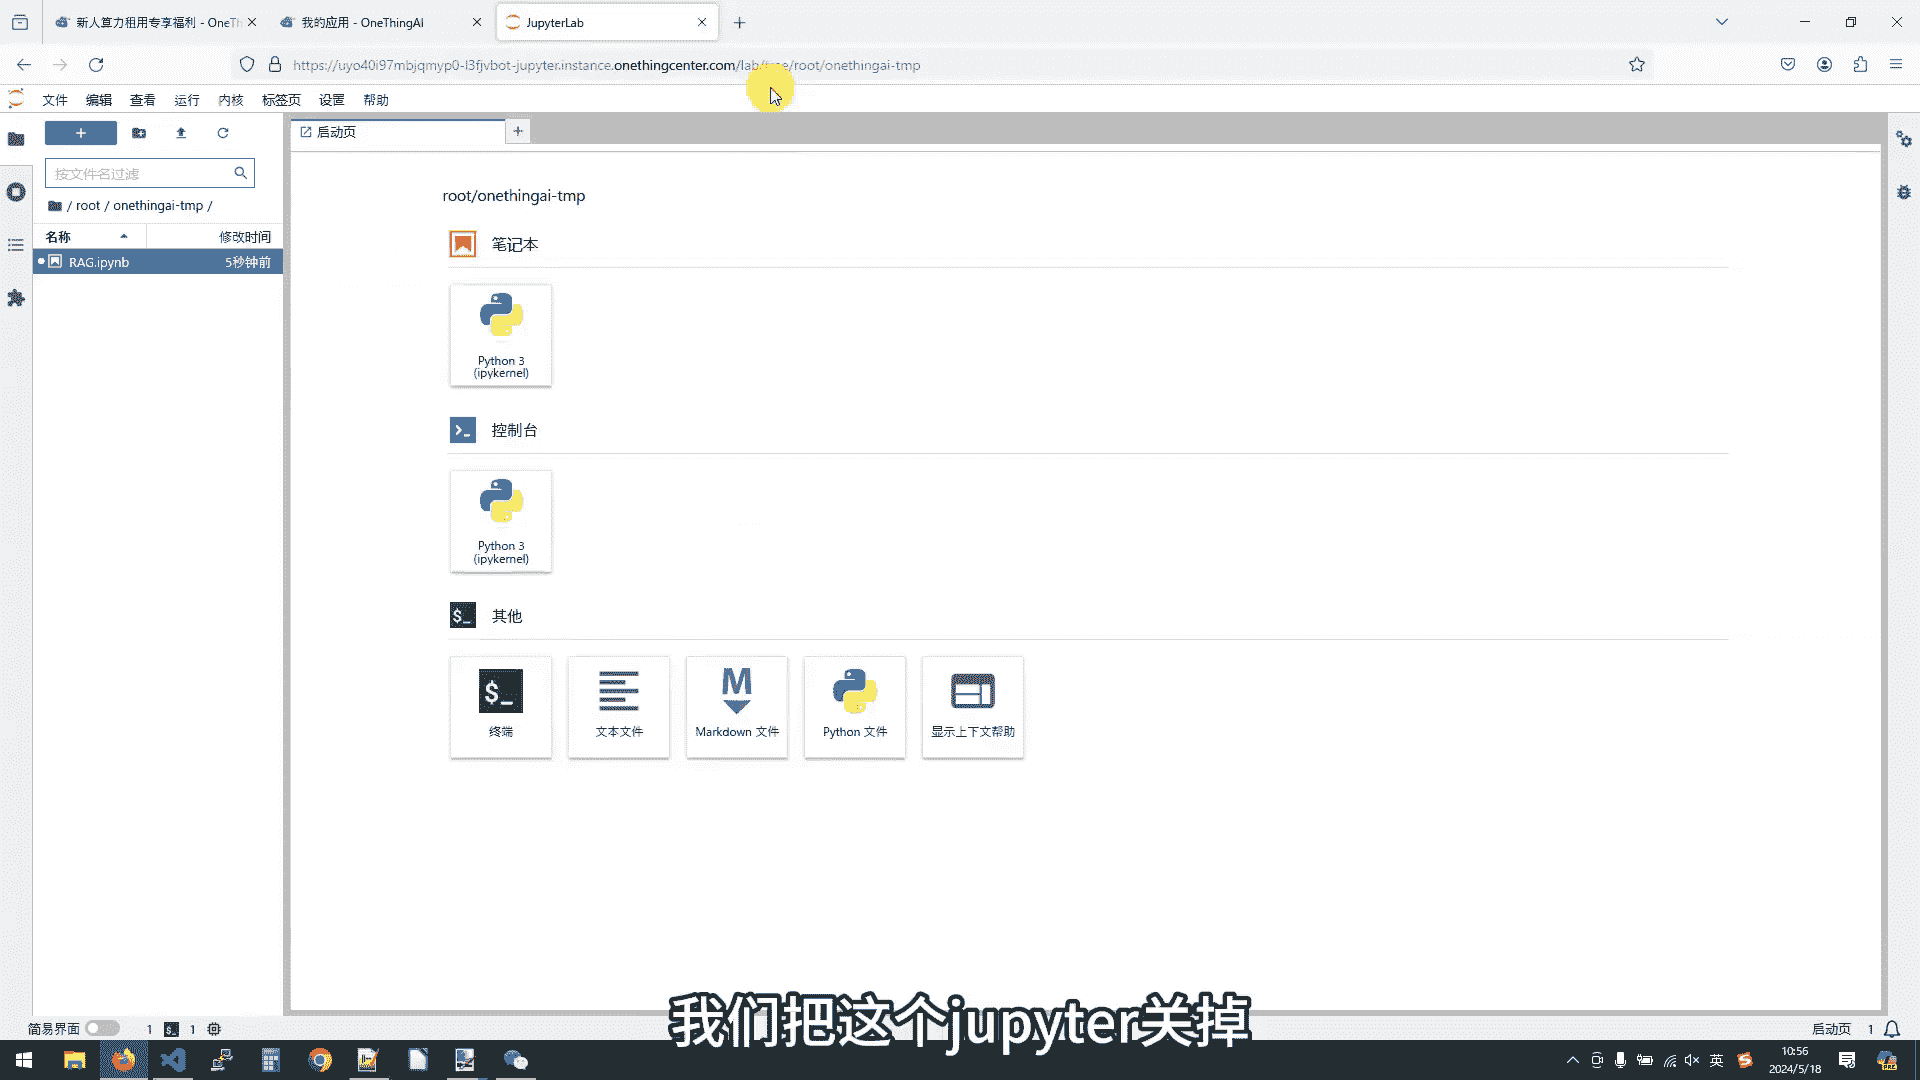 新人算力租用专享福利 - OneTh
我的应用 - OneThingAI
JupyterLab
https://uyo40i97mbjqmyp0-l3fjvbot-jupyter.instance.onethingcenter.com/lab/tree/root/onethingai-tmp
文件 编辑 查看 运行 内核 标签页 设置 帮助
启动页
按文件名过滤
/ root / onethingai-tmp /
名称 修改时间
RAG.ipynb 5秒钟前
root/onethingai-tmp
笔记本
Python 3
(ipykernel)
控制台
Python 3
(ipykernel)
$_ 其他
$_
M
终端 文本文件 Markdown 文件 Python 文件 显示上下文帮助
我们把这个jupyter关掉
简易界面 1 $_ 1
启动页 1
英
10:56
2024/5/18